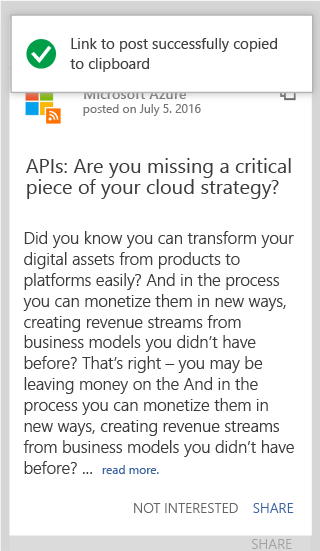 Link to post successfully copied
to clipboard
Microsoft Azure
posted on July 5. 2016
APIs: Are you missing a critical
piece of your cloud strategy?
Did you know you can transform your
digital assets from products to
platforms easily? And in the process
you can monetize them in new ways,
creating revenue streams from
business models you didn’t have
before? That’s right – you may be
leaving money on the And in the
process you can monetize them in
new ways, creating revenue streams
from business models you didn’t have
before? ... read more.
NOT INTERESTED SHARE
SHARE